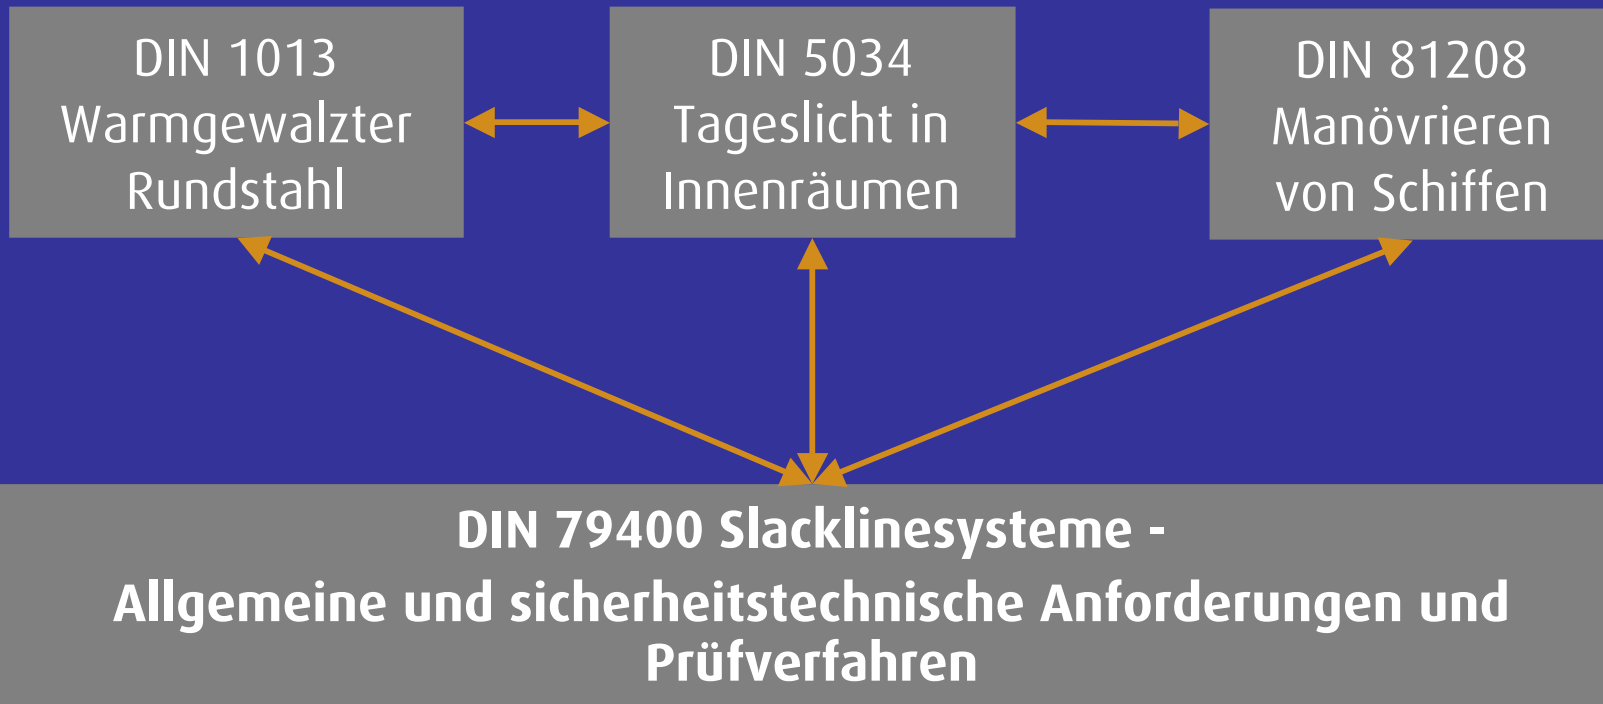 DIN 1013
Warmgewalzter
Rundstahl
DIN 5034
Tageslicht in
Innenräumen
DIN 81208
Manövrieren
von Schiffen
DIN 79400 Slacklinesysteme -
Allgemeine und sicherheitstechnische Anforderungen und
Prüfverfahren